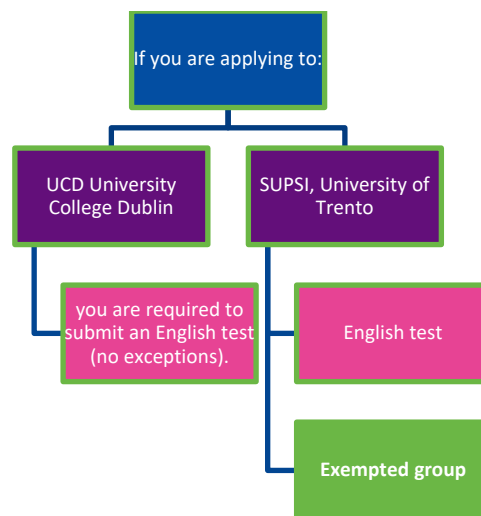 If you are applying to:
UCD University
College Dublin
SUPSI, University of
Trento
you are required to
submit an English test
(no exceptions).
English test
Exempted group